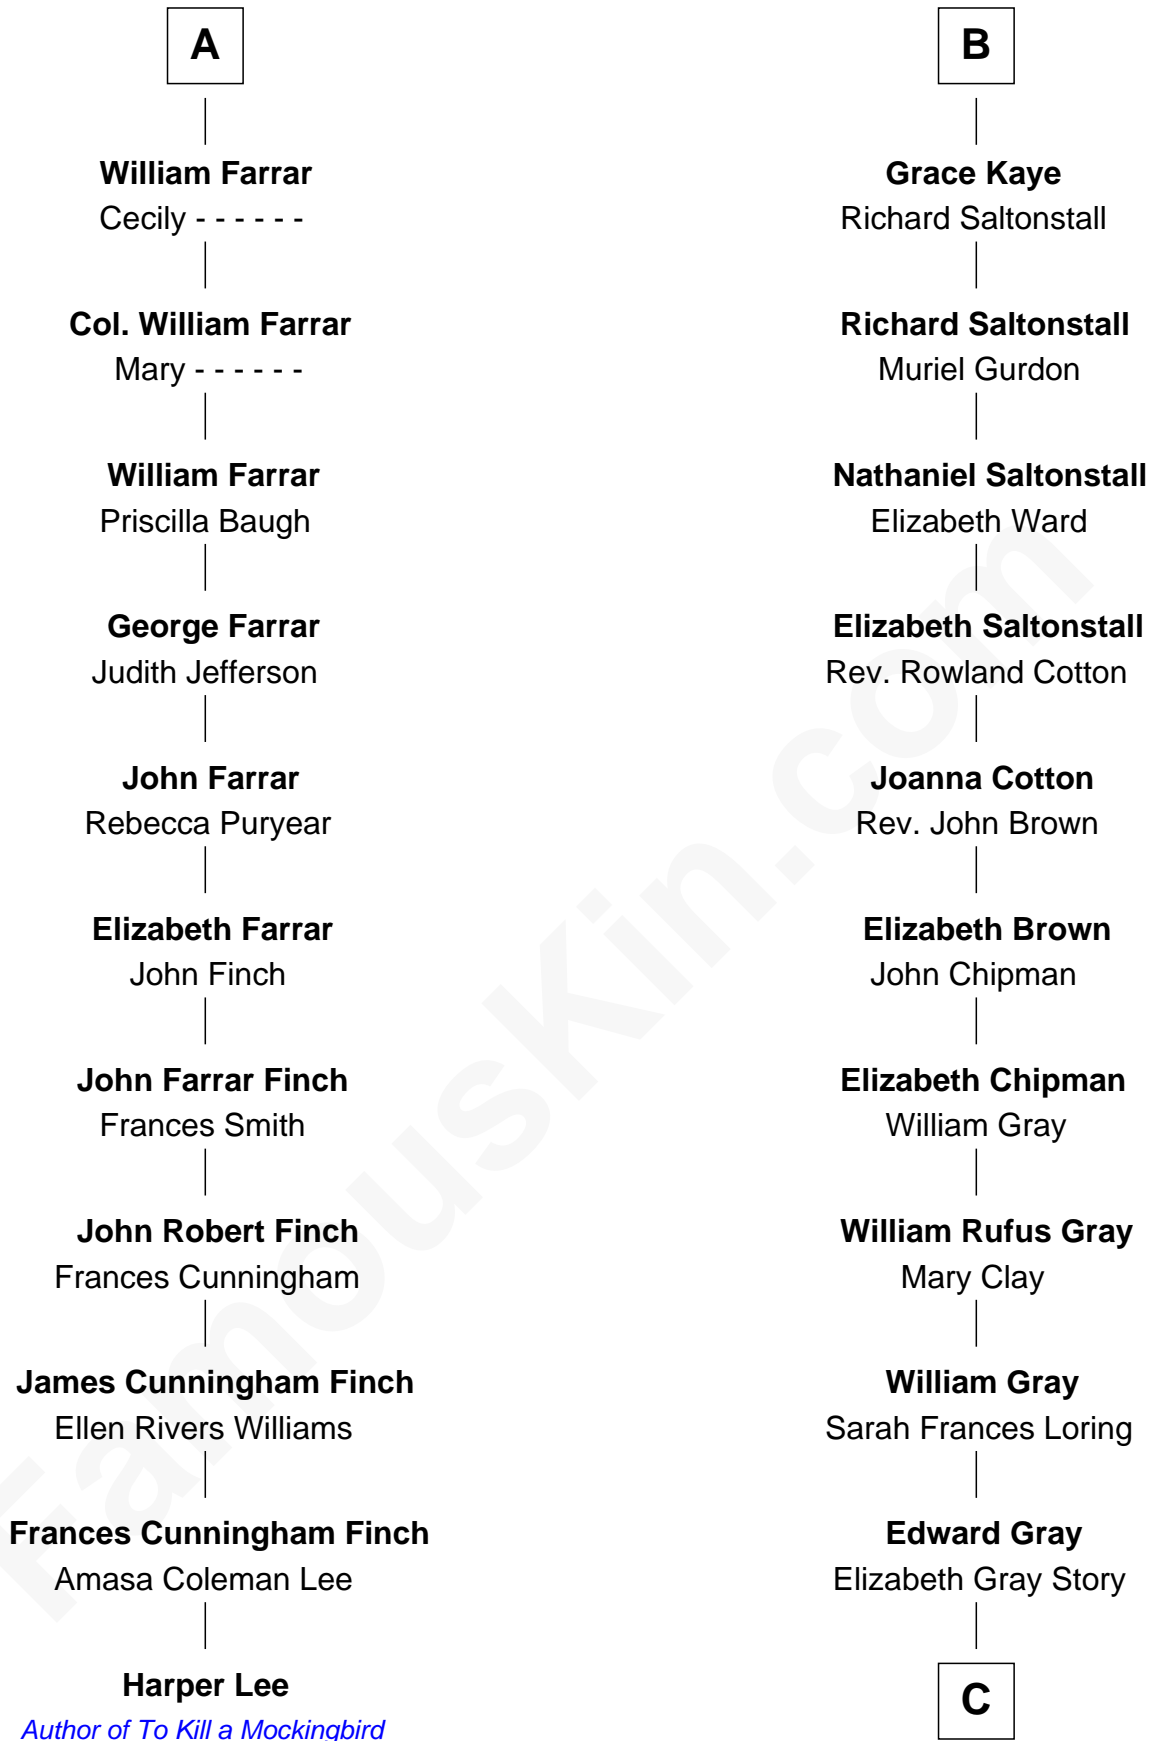 A
William Farrar
Cecily - - - - - -
Col. William Farrar
Mary - - - - - -
William Farrar
Priscilla Baugh
George Farrar
Judith Jefferson
John Farrar
Rebecca Puryear
Elizabeth Farrar
John Finch
John Farrar Finch
Frances Smith
John Robert Finch
Frances Cunningham
James Cunningham Finch
Ellen Rivers Williams
Frances Cunningham Finch
Amasa Coleman Lee
Harper Lee
Author of To Kill a Mockingbird
B
Grace Kaye
Richard Saltonstall
Richard Saltonstall
Muriel Gurdon
Nathaniel Saltonstall
Elizabeth Ward
Elizabeth Saltonstall
Rev. Rowland Cotton
Joanna Cotton
Rev. John Brown
Elizabeth Brown
John Chipman
Elizabeth Chipman
William Gray
William Rufus Gray
Mary Clay
William Gray
Sarah Frances Loring
Edward Gray
Elizabeth Gray Story
C
FamousKin.com